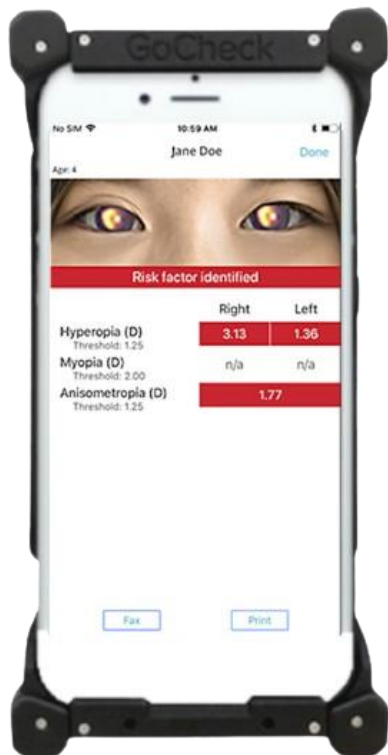 GoCheck
No SIM 10:59 AM
Jane Doe Done
Age: 4
Risk factor identified
Right Left
Hyperopia (D) 3.13 1.36
Threshold: 1.25
Myopia (D) n/a n/a
Threshold: 2.00
Anisometropia (D) 1.77
Threshold: 1.25
Fax Print